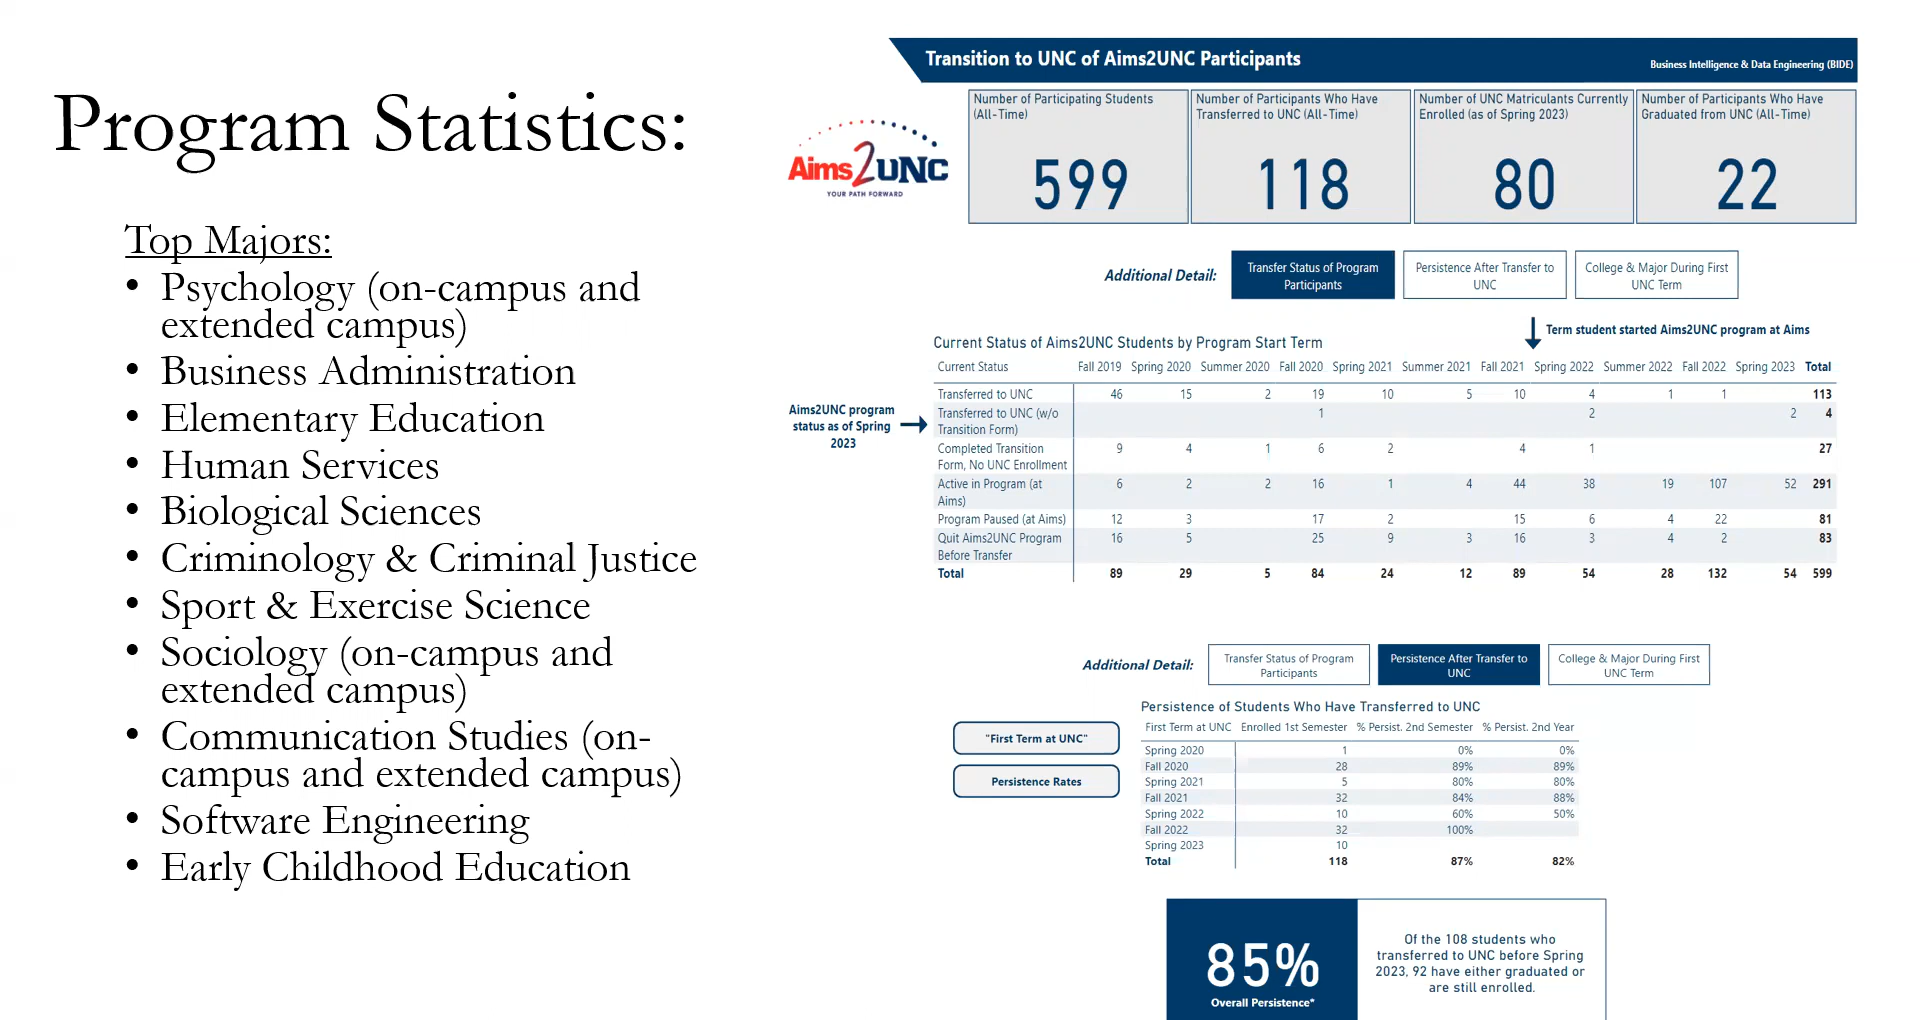 Program Statistics:
Top Majors:
• Psychology (on-campus and
extended campus)
• Business Administration
• Elementary Education
• Human Services
• Biological Sciences
• Criminology & Criminal Justice
• Sport & Exercise Science
• Sociology (on-campus and
extended campus)
• Communication Studies (on-
campus and extended campus)
• Software Engineering
• Early Childhood Education
Transition to UNC of Aims2UNC Participants
Business Intelligence & Data Engineering (BIDE)
Aims2UNC
YOUR PATH FORWARD
Number of Participating Students
(All-Time)
599
Number of Participants Who Have
Transferred to UNC (All-Time)
118
Number of UNC Matriculants Currently
Enrolled (as of Spring 2023)
80
Number of Participants Who Have
Graduated from UNC (All-Time)
22
Additional Detail:
Transfer Status of Program
Participants
Persistence After Transfer to
UNC
College & Major During First
UNC Term
Term student started Aims2UNC program at Aims
Aims2UNC program
status as of Spring
2023
Current Status of Aims2UNC Students by Program Start Term
Current Status Fall 2019 Spring 2020 Summer 2020 Fall 2020 Spring 2021 Summer 2021 Fall 2021 Spring 2022 Summer 2022 Fall 2022 Spring 2023 Total
Transferred to UNC 46 15 2 19 10 5 10 4 1 1 113
Transferred to UNC (w/o 1 2 2 4
Transition Form)
Completed Transition 9 4 1 6 2 4 1 27
Form, No UNC Enrollment
Active in Program (at 6 2 2 16 1 4 44 38 19 107 52 291
Aims)
Program Paused (at Aims) 12 3 17 2 15 6 4 22 81
Quit Aims2UNC Program 16 5 25 9 3 16 3 4 2 83
Before Transfer
Total 89 29 5 84 24 12 89 54 28 132 54 599
Additional Detail:
Transfer Status of Program
Participants
Persistence After Transfer to
UNC
College & Major During First
UNC Term
"First Term at UNC"
Persistence Rates
Persistence of Students Who Have Transferred to UNC
First Term at UNC Enrolled 1st Semester % Persist. 2nd Semester % Persist. 2nd Year
Spring 2020 1 0% 0%
Fall 2020 28 89% 89%
Spring 2021 5 80% 80%
Fall 2021 32 84% 88%
Spring 2022 10 60% 50%
Fall 2022 32 100%
Spring 2023 10
Total 118 87% 82%
85%
Overall Persistence*
Of the 108 students who
transferred to UNC before Spring
2023, 92 have either graduated or
are still enrolled.